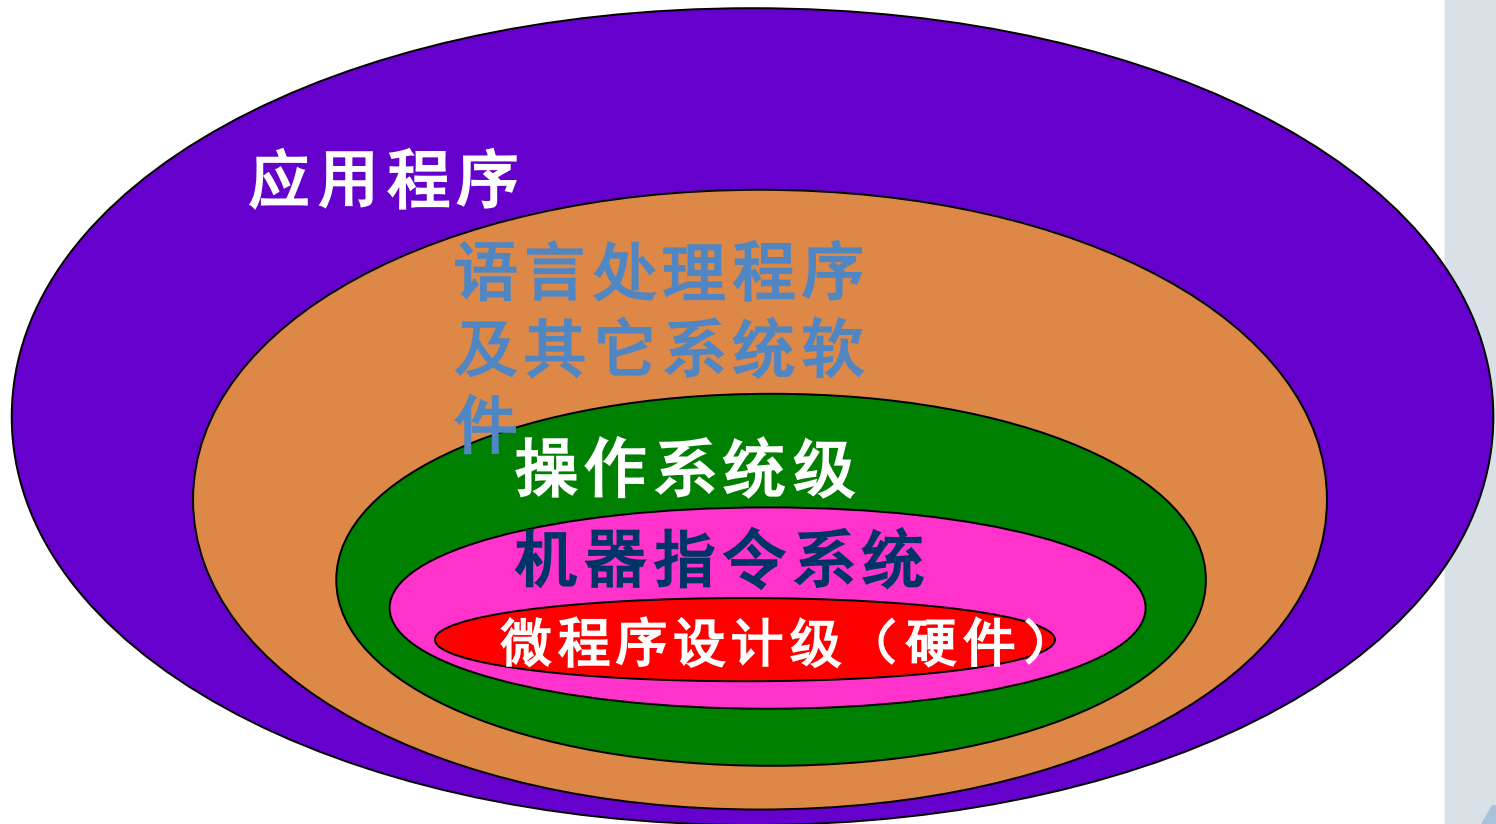 应用程序
语言处理程序
及其它系统软
件
操作系统级
机器指令系统
微程序设计级（硬件）